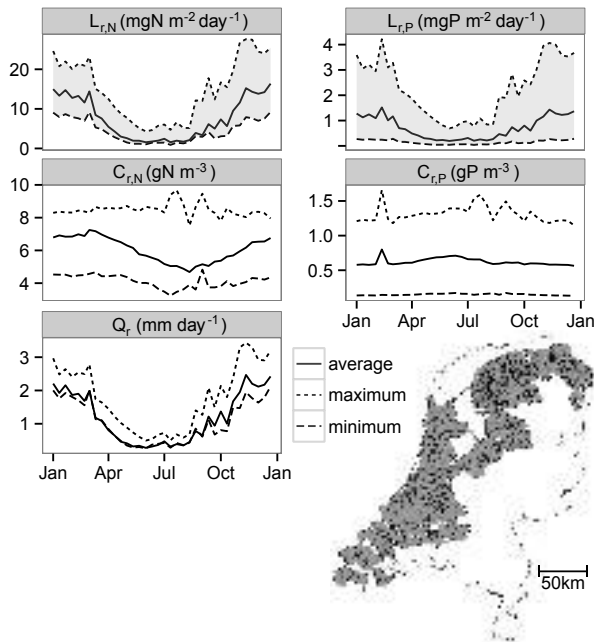 L_r,N (mgN m⁻² day⁻¹)
20
10
0
L_r,P (mgP m⁻² day⁻¹)
4
3
2
1
0
C_r,N (gN m⁻³)
10
8
6
4
C_r,P (gP m⁻³)
1.5
1.0
0.5
Jan Apr Jul Oct Jan
Q_r (mm day⁻¹)
3
2
1
Jan Apr Jul Oct Jan
average
maximum
minimum
50km